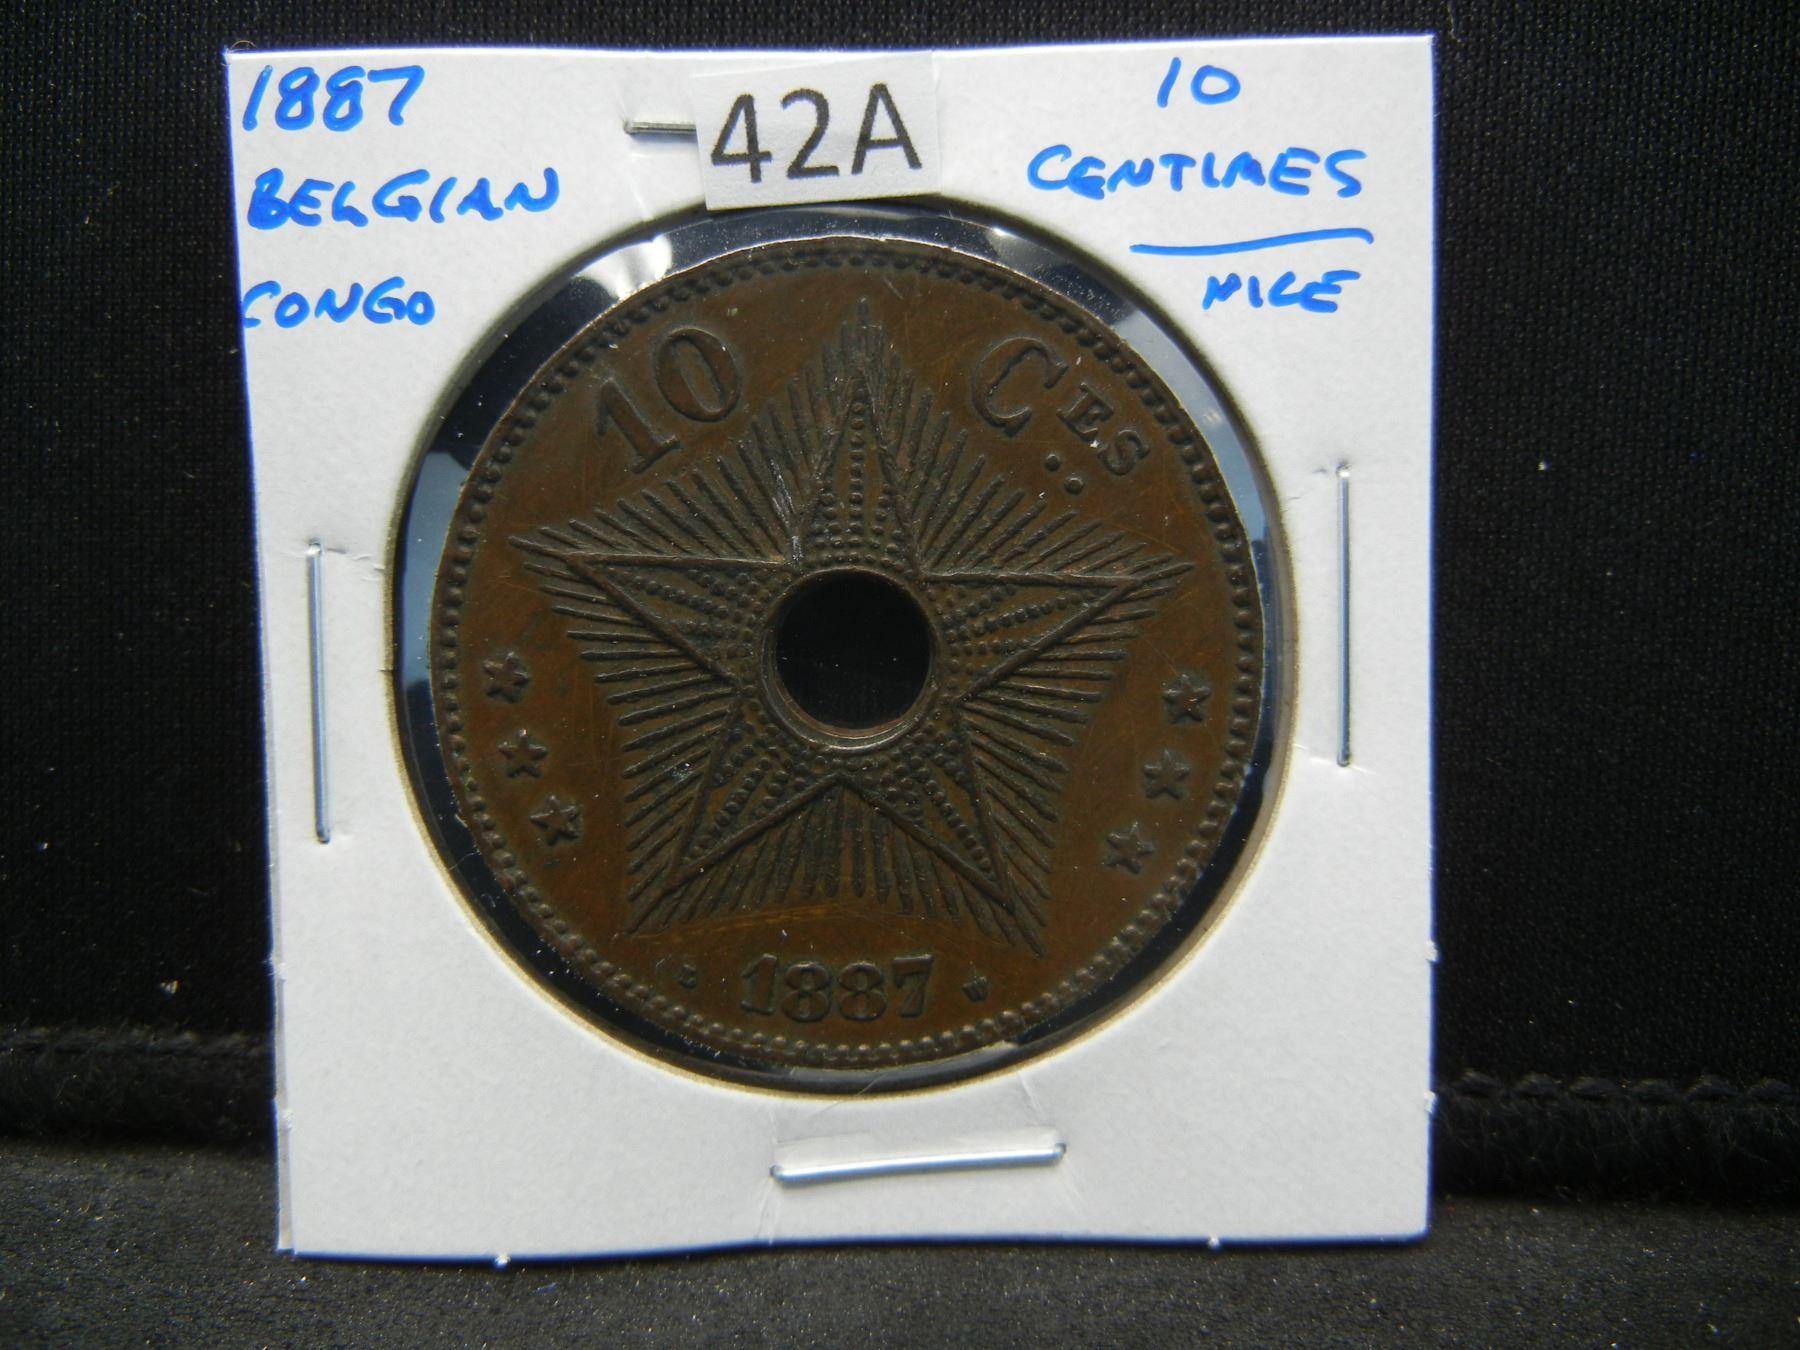 1887
BELGIAN
CONGO
42A
10
CENTIMES
NICE
10 CES.
1887